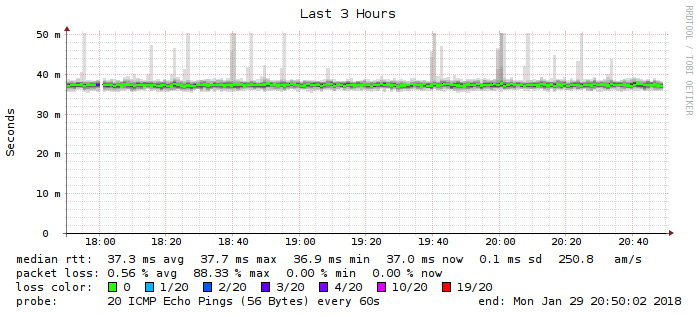 Last 3 Hours
RRDTOOL / TOBI OETIKER
Seconds
50 m
40 m
30 m
20 m
10 m
0
18:00 18:20 18:40 19:00 19:20 19:40 20:00 20:20 20:40
median rtt: 37.3 ms avg 37.7 ms max 36.9 ms min 37.0 ms now 0.1 ms sd 250.8 am/s
packet loss: 0.56 % avg 88.33 % max 0.00 % min 0.00 % now
loss color: 0 1/20 2/20 3/20 4/20 10/20 19/20
probe: 20 ICMP Echo Pings (56 Bytes) every 60s end: Mon Jan 29 20:50:02 2018